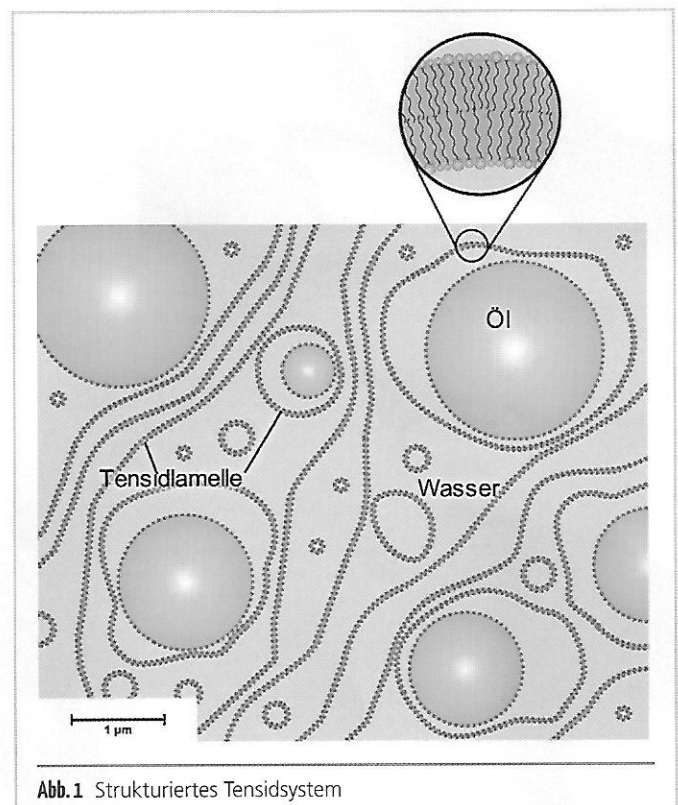 Öl
Tensidlamelle
Wasser
1 µm
Abb.1 Strukturiertes Tensidsystem